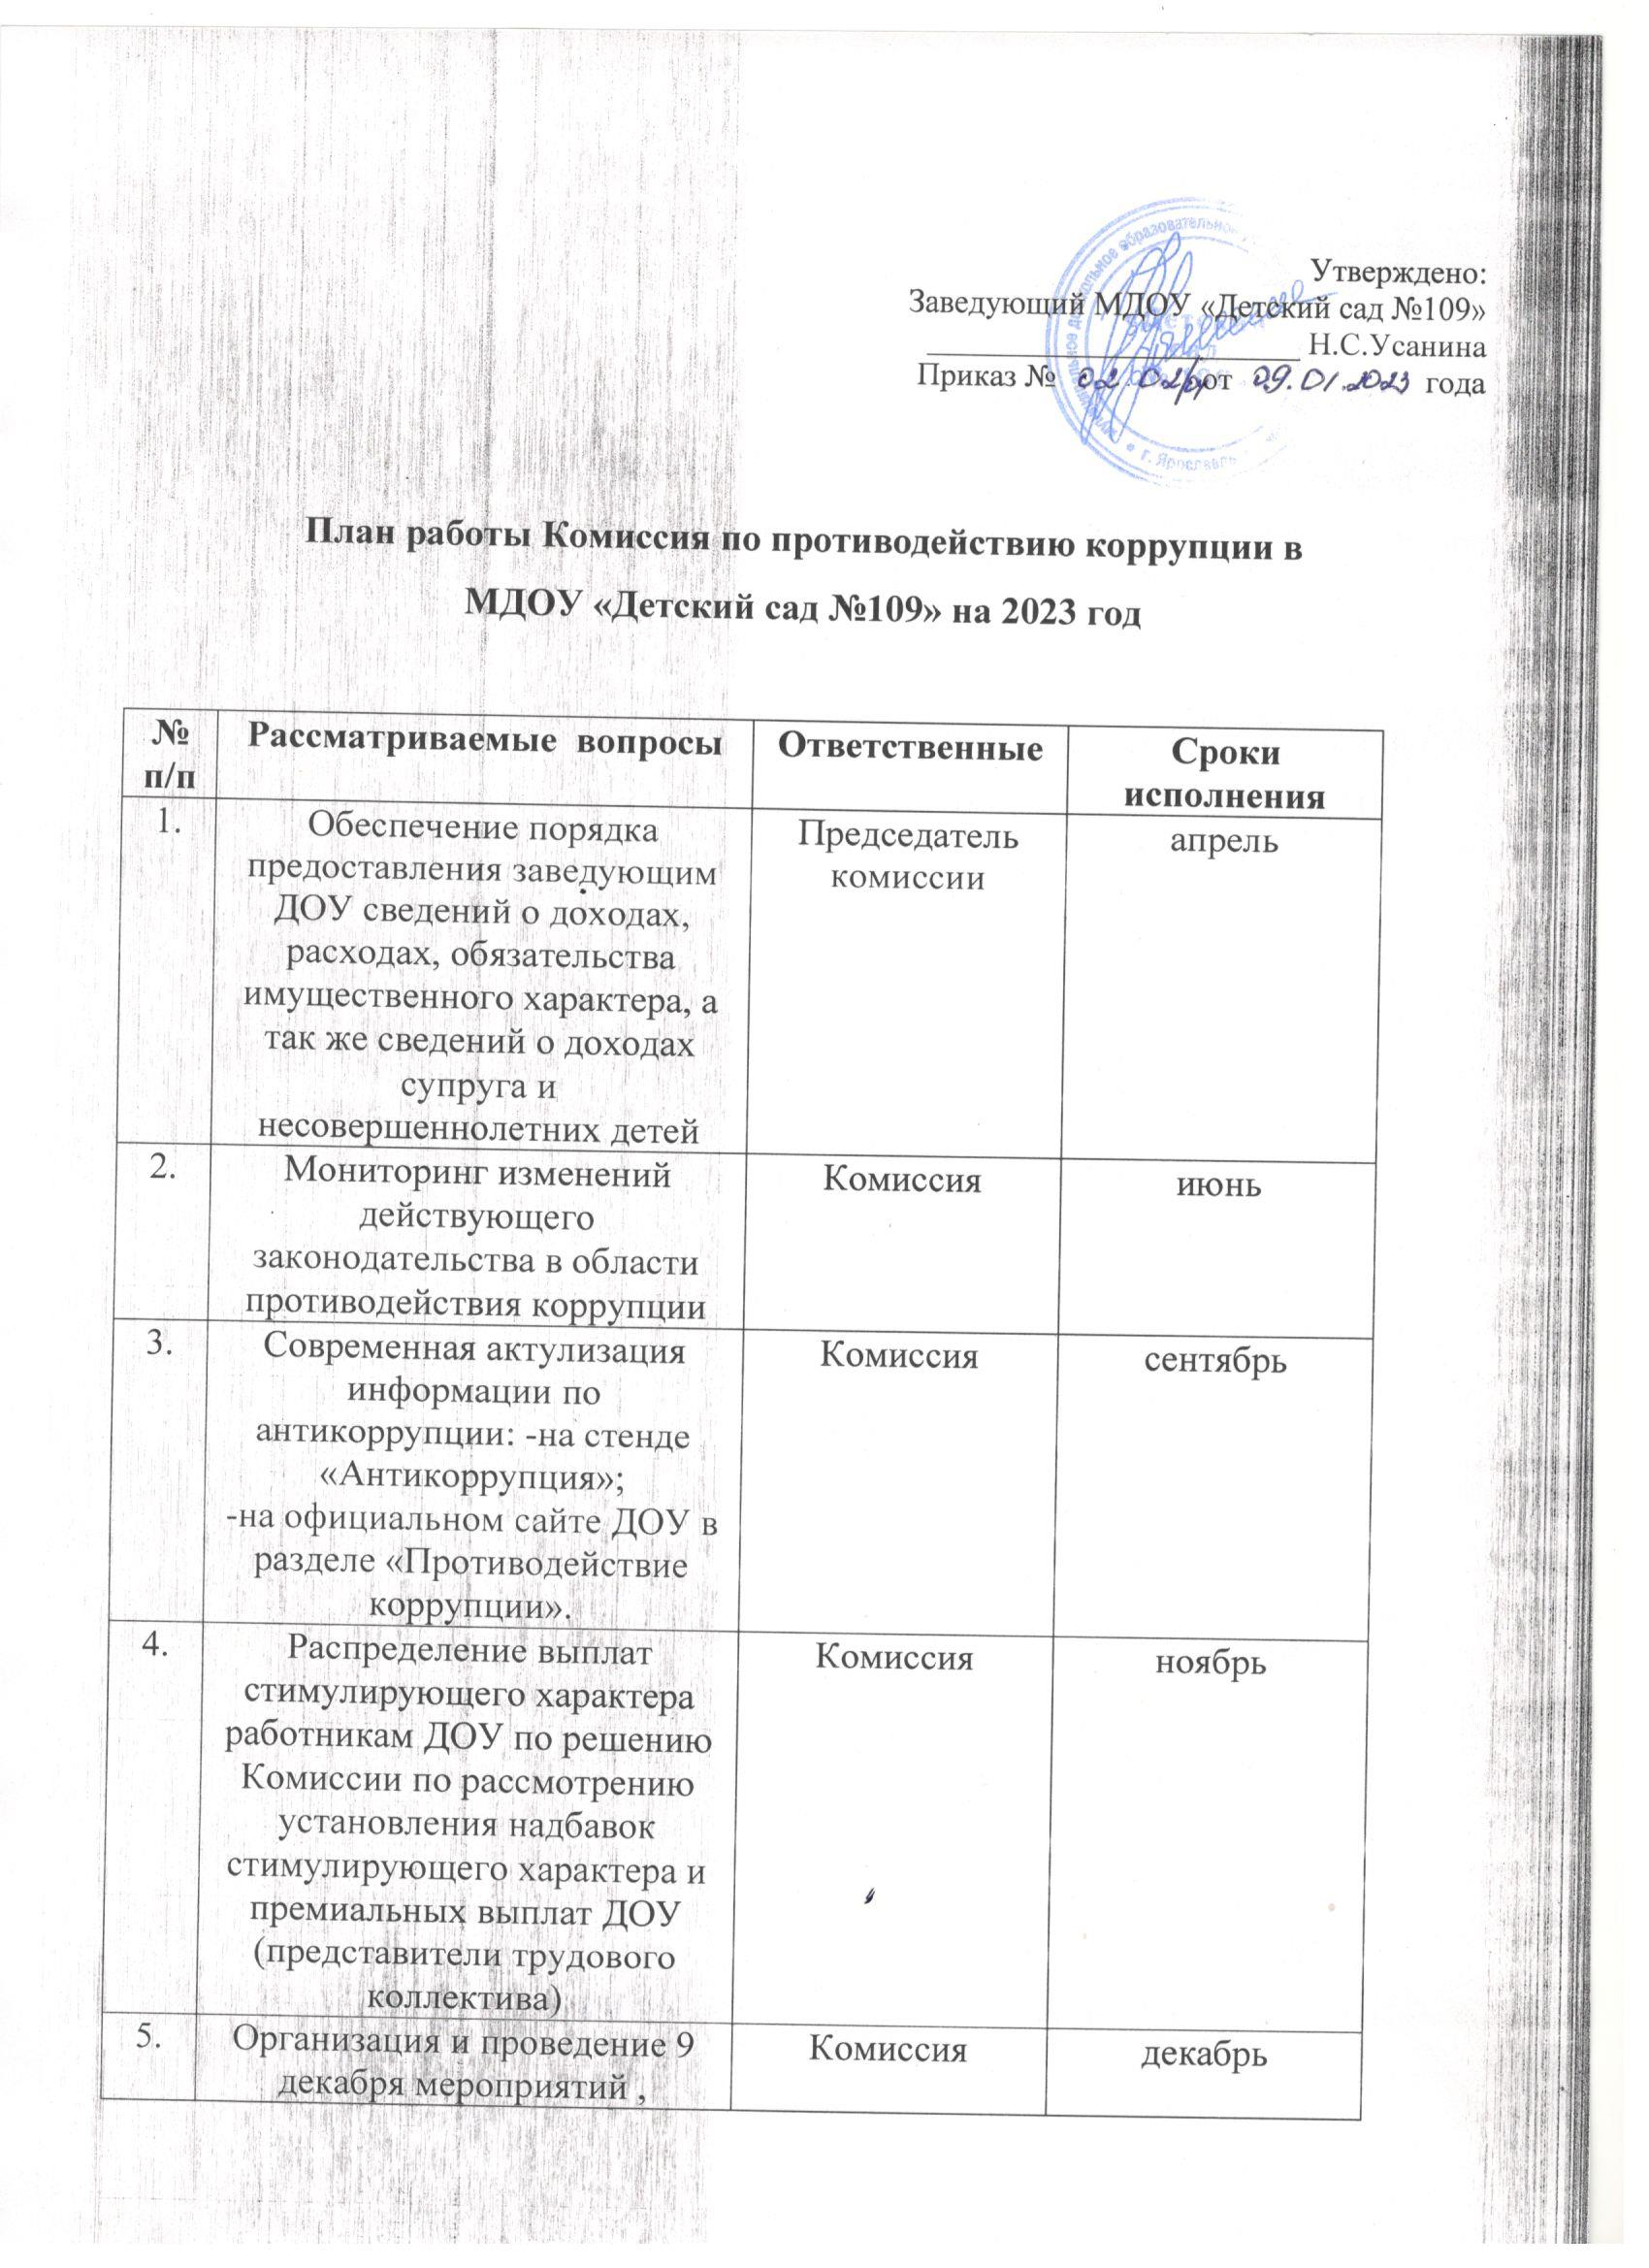 Утверждено:
Заведующий МДОУ «Детский сад №109»
Н.С.Усанина
Приказ № от 09.01.2023 года
г. Ярославль
План работы Комиссия по противодействию коррупции в
МДОУ «Детский сад №109» на 2023 год
№ п/п
Рассматриваемые вопросы
Ответственные
Сроки
исполнения
1.
Обеспечение порядка
предоставления заведующим
ДОУ сведений о доходах,
расходах, обязательства
имущественного характера, а
так же сведений о доходах
супруга и
несовершеннолетних детей
Председатель
комиссии
апрель
2.
Мониторинг изменений
действующего
законодательства в области
противодействия коррупции
Комиссия
июнь
3.
Современная актулизация
информации по
антикоррупции: -на стенде
«Антикоррупция»;
-на официальном сайте ДОУ в
разделе «Противодействие
коррупции».
Комиссия
сентябрь
4.
Распределение выплат
стимулирующего характера
работникам ДОУ по решению
Комиссии по рассмотрению
установления надбавок
стимулирующего характера и
премиальных выплат ДОУ
(представители трудового
коллектива)
Комиссия
ноябрь
5.
Организация и проведение 9
декабря мероприятий ,
Комиссия
декабрь